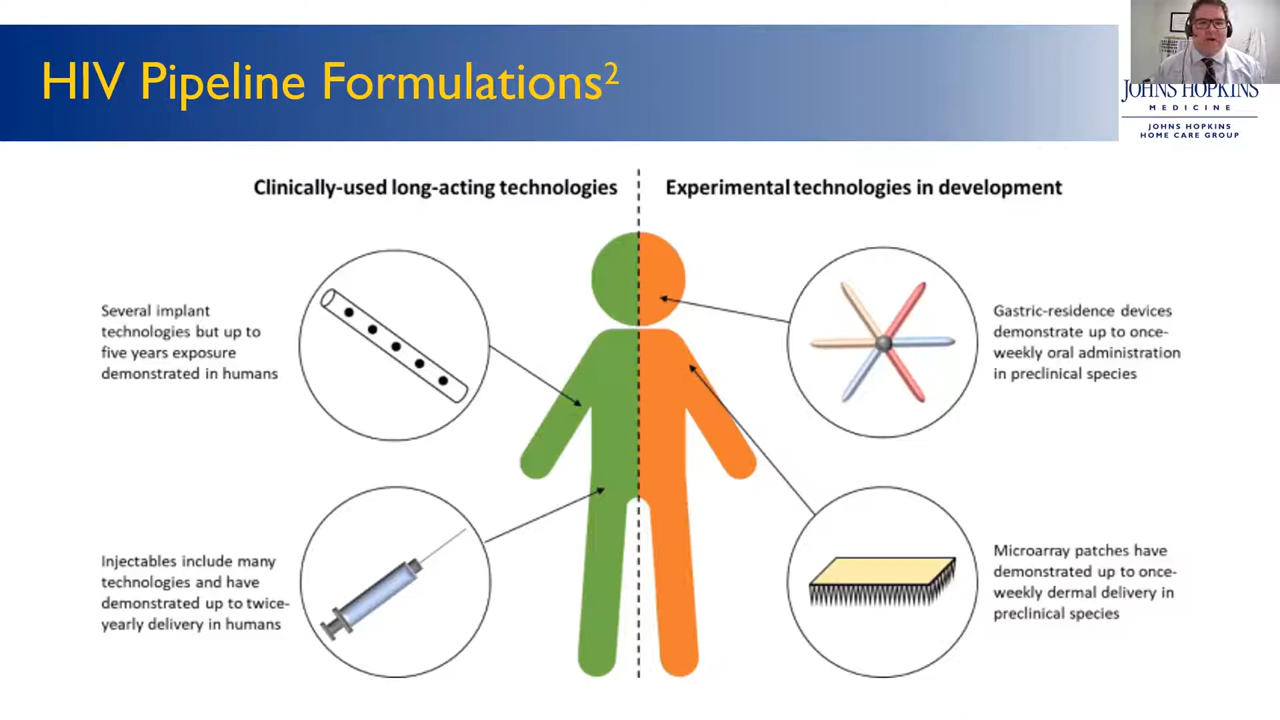 HIV Pipeline Formulations²
JOHNS HOPKINS
MEDICINE
JOHNS HOPKINS
HOME CARE GROUP
Clinically-used long-acting technologies
Experimental technologies in development
Several implant
technologies but up to
five years exposure
demonstrated in humans
Gastric-residence devices
demonstrate up to once-
weekly oral administration
in preclinical species
Injectables include many
technologies and have
demonstrated up to twice-
yearly delivery in humans
Microarray patches have
demonstrated up to once-
weekly dermal delivery in
preclinical species